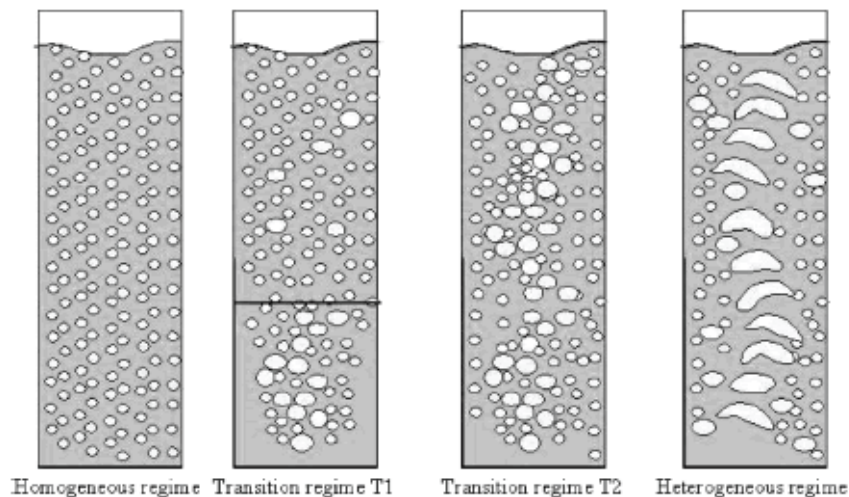 Homogeneous regime
Transition regime T1
Transition regime T2
Heterogeneous regime